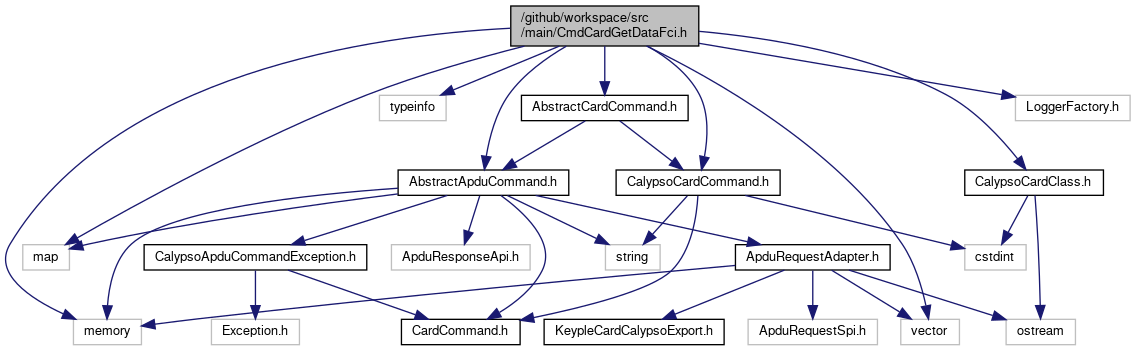 /github/workspace/src
/main/CmdCardGetDataFci.h
typeinfo
AbstractCardCommand.h
LoggerFactory.h
AbstractApduCommand.h
CalypsoCardCommand.h
CalypsoCardClass.h
map
CalypsoApduCommandException.h
ApduResponseApi.h
string
ApduRequestAdapter.h
cstdint
memory
Exception.h
CardCommand.h
KeypleCardCalypsoExport.h
ApduRequestSpi.h
vector
ostream